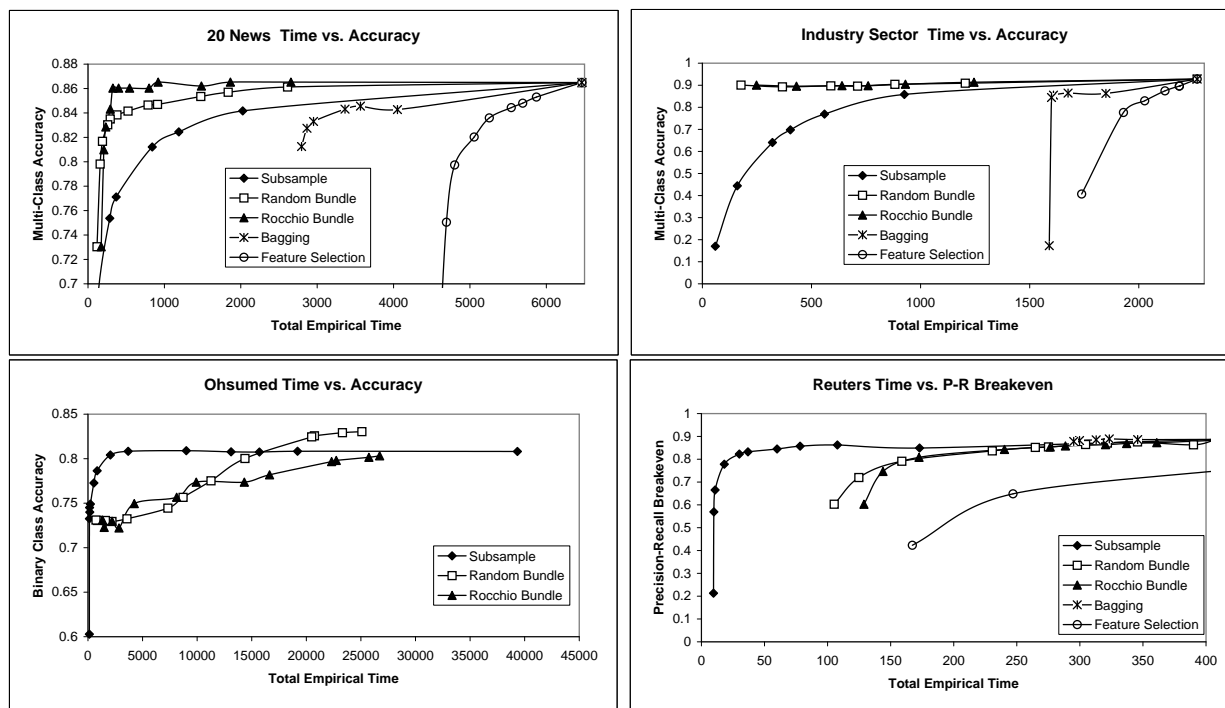 20 News Time vs. Accuracy
0.88
0.86
0.84
0.82
0.8
0.78
0.76
0.74
0.72
0.7
Multi-Class Accuracy
Subsample
Random Bundle
Rocchio Bundle
Bagging
Feature Selection
0 1000 2000 3000 4000 5000 6000
Total Empirical Time
Industry Sector Time vs. Accuracy
1
0.9
0.8
0.7
0.6
0.5
0.4
0.3
0.2
0.1
0
Multi-Class Accuracy
Subsample
Random Bundle
Rocchio Bundle
Bagging
Feature Selection
0 500 1000 1500 2000
Total Empirical Time
Ohsumed Time vs. Accuracy
0.85
0.8
0.75
0.7
0.65
0.6
Binary Class Accuracy
Subsample
Random Bundle
Rocchio Bundle
0 5000 10000 15000 20000 25000 30000 35000 40000 45000
Total Empirical Time
Reuters Time vs. P-R Breakeven
1
0.9
0.8
0.7
0.6
0.5
0.4
0.3
0.2
0.1
0
Precision-Recall Breakeven
Subsample
Random Bundle
Rocchio Bundle
Bagging
Feature Selection
0 50 100 150 200 250 300 350 400
Total Empirical Time